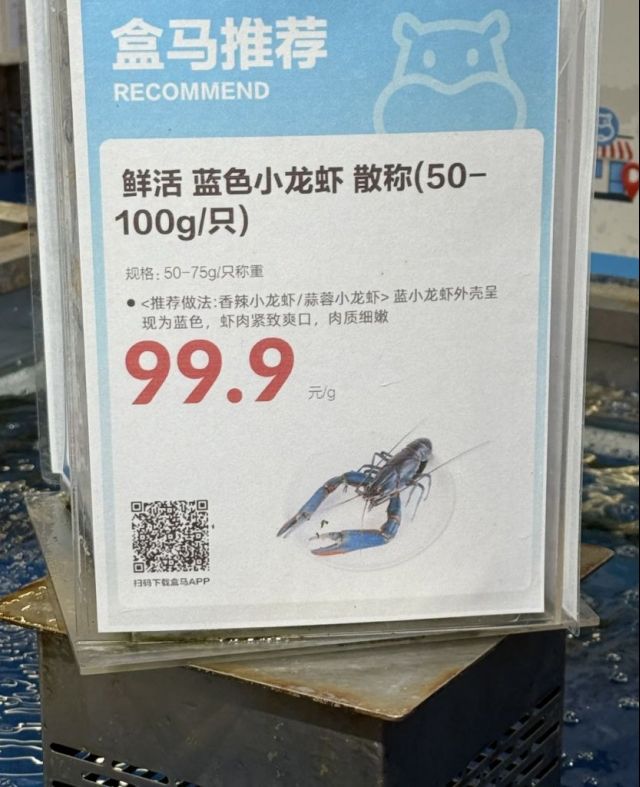 盒马推荐
RECOMMEND
鲜活 蓝色小龙虾 散称(50-
100g/只)
规格: 50-75g/只称重
• <推荐做法:香辣小龙虾/蒜蓉小龙虾> 蓝小龙虾外壳呈
现为蓝色，虾肉紧致爽口，肉质细嫩
99.9 元/g
扫码下载盒马APP